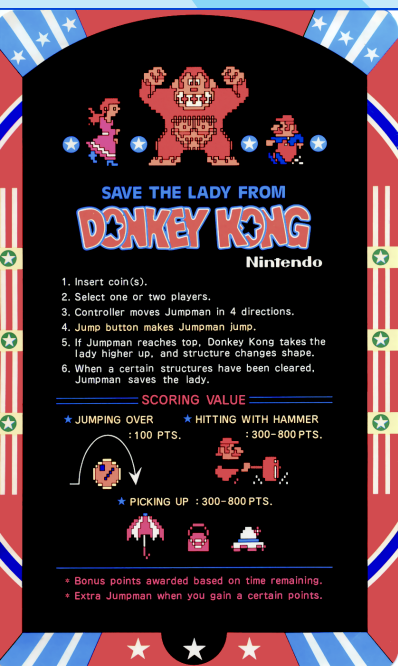 SAVE THE LADY FROM
DONKEY KONG
Nintendo
1. Insert coin(s).
2. Select one or two players.
3. Controller moves Jumpman in 4 directions.
4. Jump button makes Jumpman jump.
5. If Jumpman reaches top, Donkey Kong takes the
lady higher up, and structure changes shape.
6. When a certain structures have been cleared,
Jumpman saves the lady.
SCORING VALUE
★ JUMPING OVER
:100 PTS.
★ HITTING WITH HAMMER
:300-800 PTS.
★ PICKING UP :300-800 PTS.
* Bonus points awarded based on time remaining.
* Extra Jumpman when you gain a certain points.